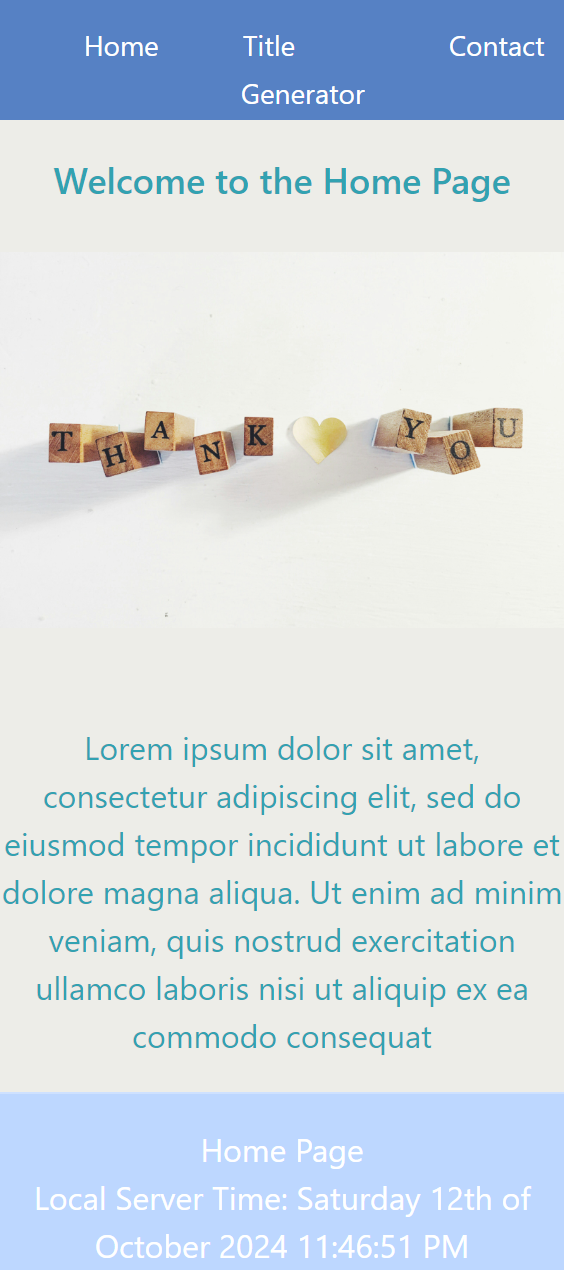 Home Title Contact
Generator
Welcome to the Home Page
THANK YOU
Lorem ipsum dolor sit amet,
consectetur adipiscing elit, sed do
eiusmod tempor incididunt ut labore et
dolore magna aliqua. Ut enim ad minim
veniam, quis nostrud exercitation
ullamco laboris nisi ut aliquip ex ea
commodo consequat
Home Page
Local Server Time: Saturday 12th of
October 2024 11:46:51 PM